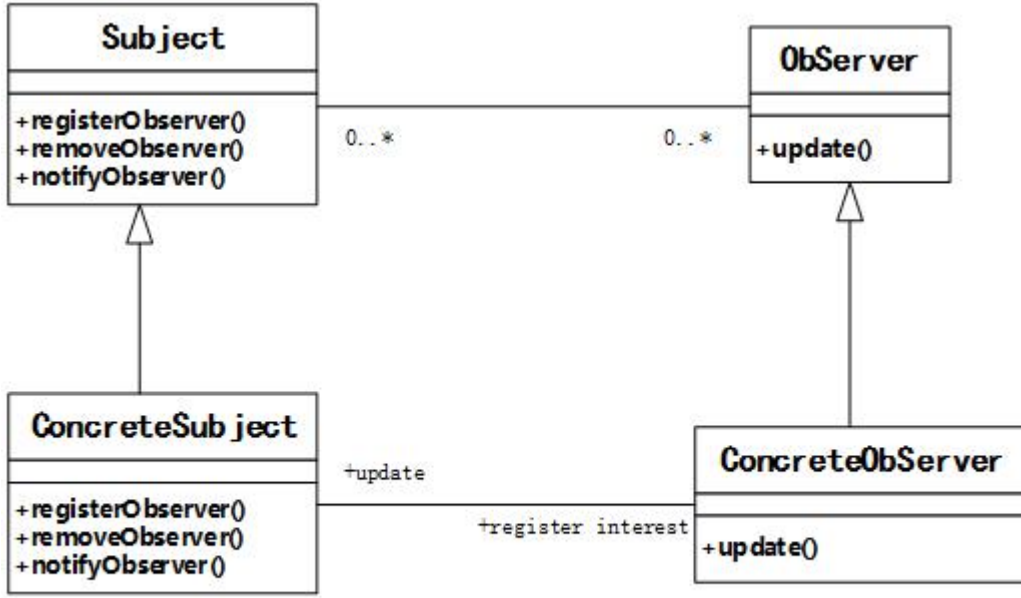 Subject
+registerObserver()
+removeObserver()
+notifyObserver()
ObServer
+update()
0..*
0..*
ConcreteSubject
+registerObserver()
+removeObserver()
+notifyObserver()
+update
+register interest
ConcreteObServer
+update()